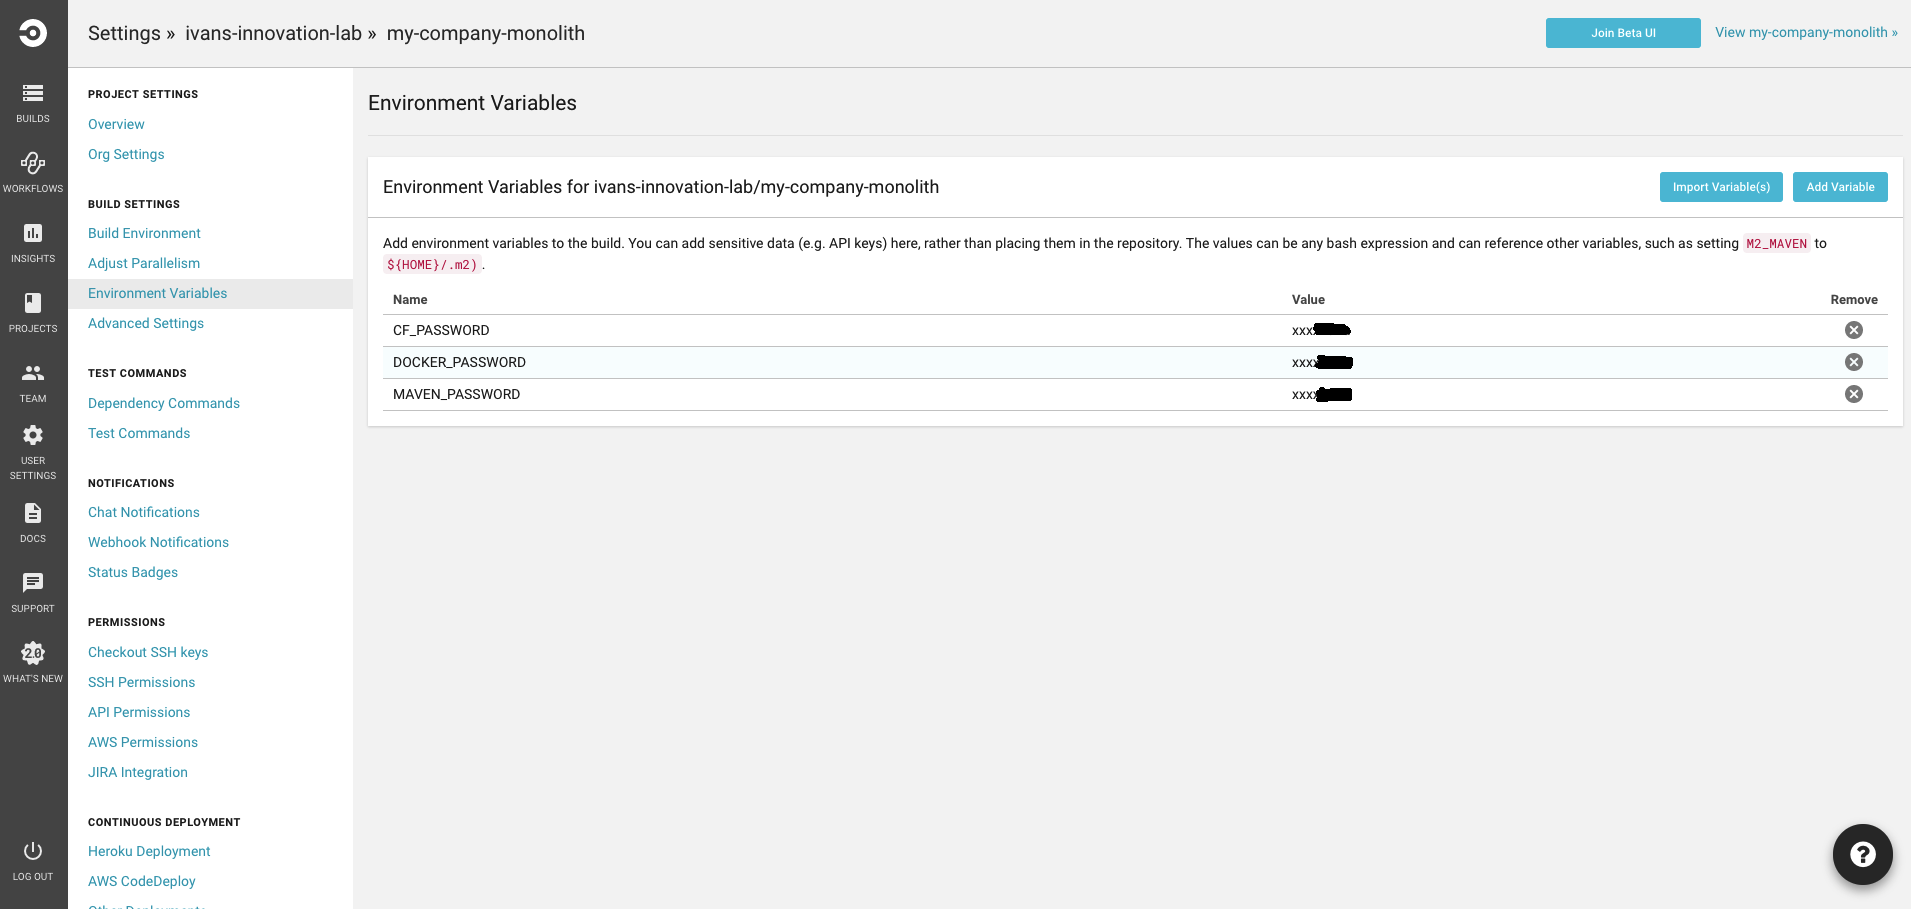 Settings » ivans-innovation-lab » my-company-monolith
Join Beta UI
View my-company-monolith »
BUILDS
WORKFLOWS
INSIGHTS
PROJECTS
TEAM
USER
SETTINGS
DOCS
SUPPORT
2.0
WHAT'S NEW
LOG OUT
PROJECT SETTINGS
Overview
Org Settings
BUILD SETTINGS
Build Environment
Adjust Parallelism
Environment Variables
Advanced Settings
TEST COMMANDS
Dependency Commands
Test Commands
NOTIFICATIONS
Chat Notifications
Webhook Notifications
Status Badges
PERMISSIONS
Checkout SSH keys
SSH Permissions
API Permissions
AWS Permissions
JIRA Integration
CONTINUOUS DEPLOYMENT
Heroku Deployment
AWS CodeDeploy
Environment Variables
Environment Variables for ivans-innovation-lab/my-company-monolith
Import Variable(s)
Add Variable
Add environment variables to the build. You can add sensitive data (e.g. API keys) here, rather than placing them in the repository. The values can be any bash expression and can reference other variables, such as setting M2_MAVEN to
${HOME}/.m2).
Name Value Remove
CF_PASSWORD xxx
DOCKER_PASSWORD xxxx
MAVEN_PASSWORD xxxx
?